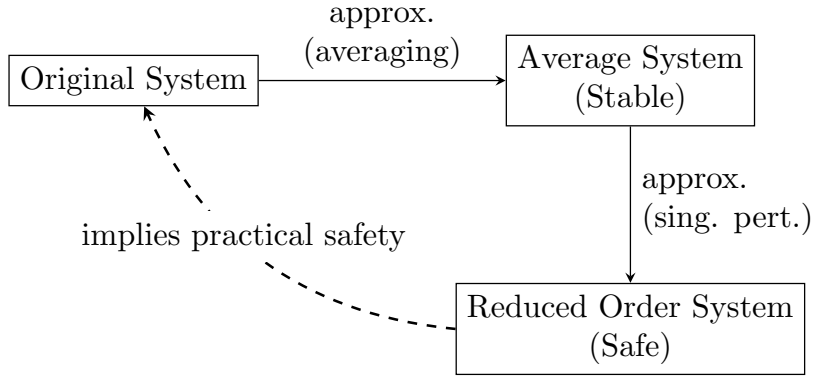 approx.
(averaging)
Original System
Average System
(Stable)
approx.
(sing. pert.)
implies practical safety
Reduced Order System
(Safe)